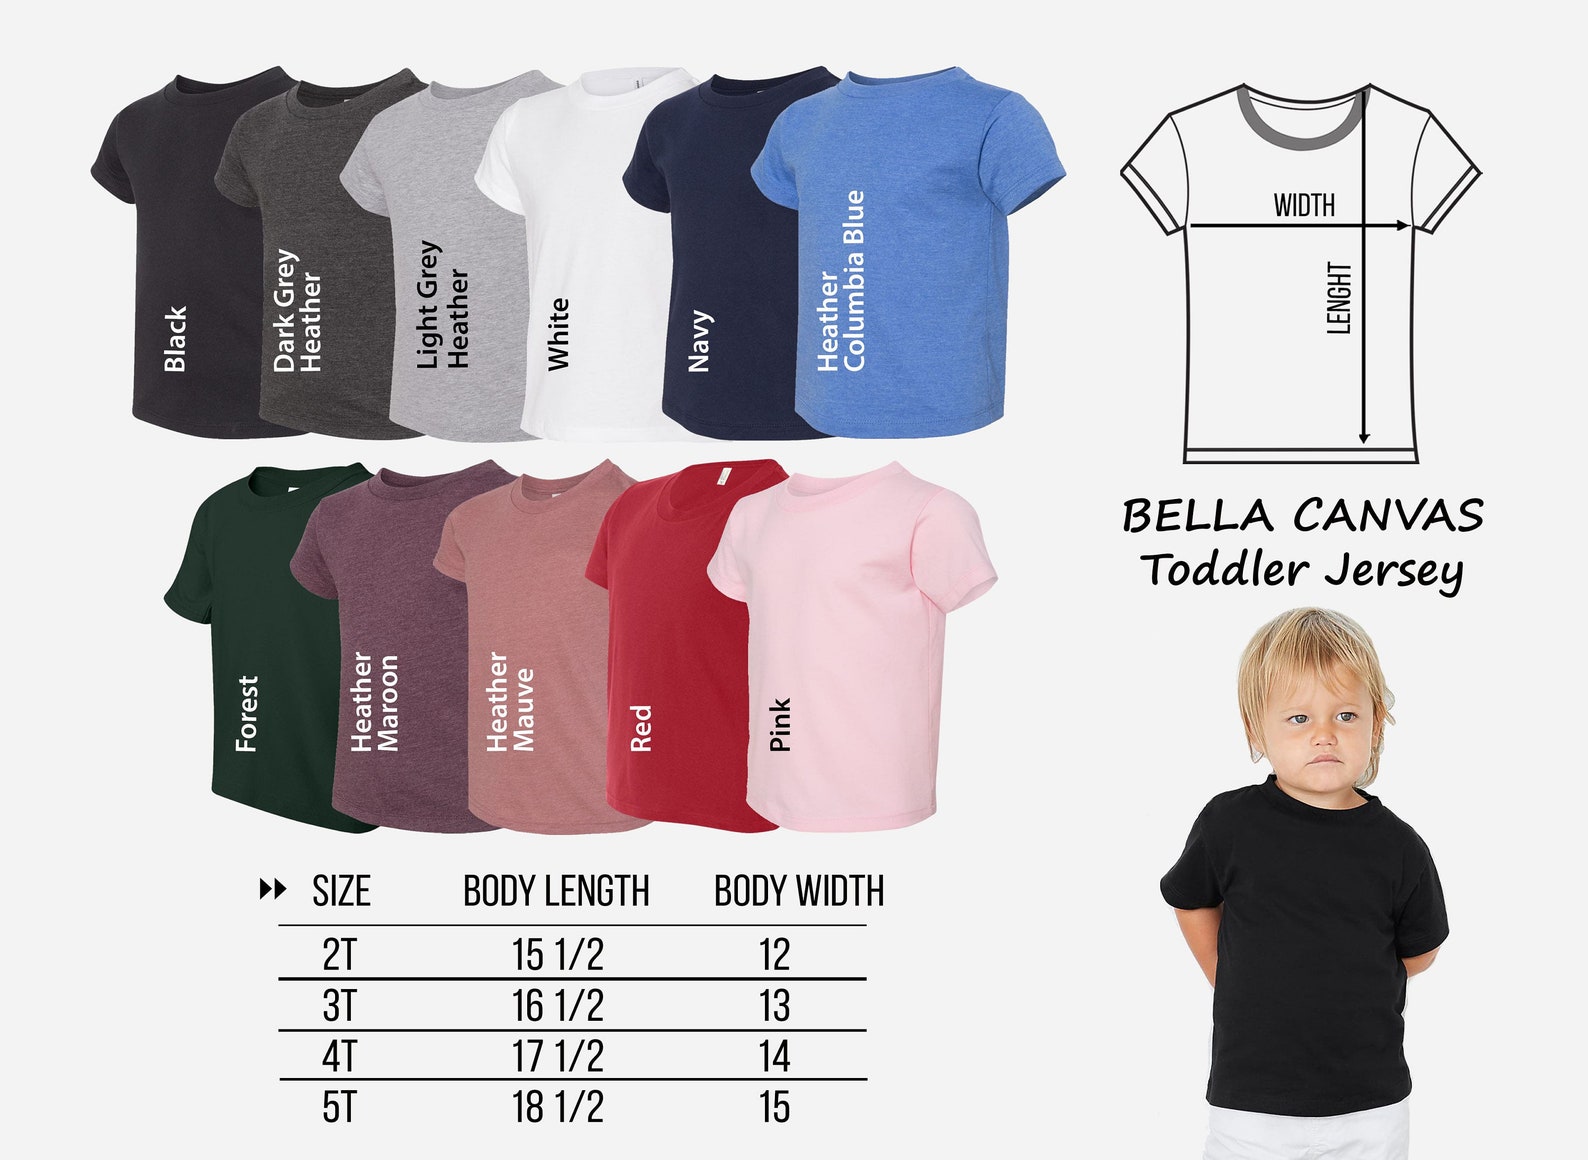 Black
Dark Grey
Heather
Light Grey
Heather
White
Navy
Heather
Columbia Blue
WIDTH
LENGHT
BELLA CANVAS
Toddler Jersey
Forest
Heather
Maroon
Heather
Mauve
Red
Pink
SIZE BODY LENGTH BODY WIDTH
2T 15 1/2 12
3T 16 1/2 13
4T 17 1/2 14
5T 18 1/2 15